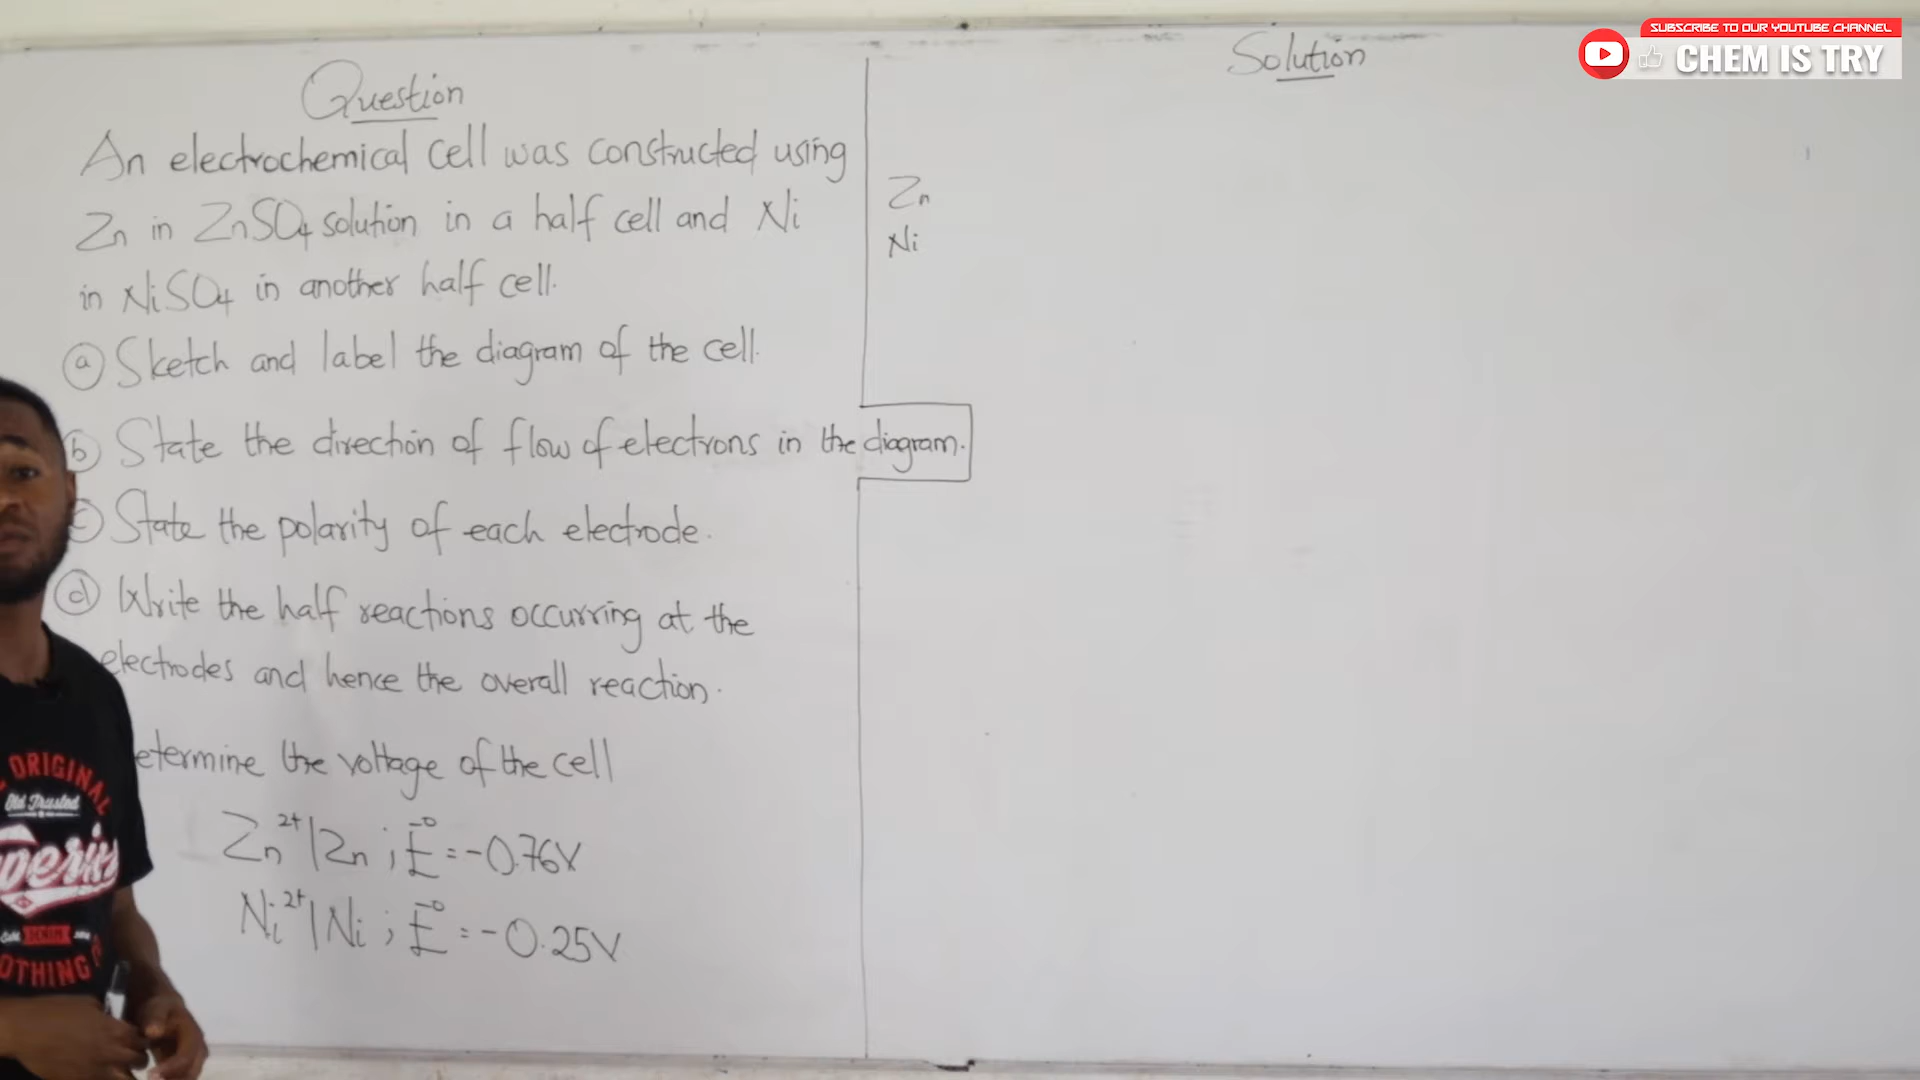 SUBSCRIBE TO OUR YOUTUBE CHANNEL
CHEM IS TRY
Question
An electrochemical cell was constructed using
Zn in ZnSO4 solution in a half cell and Ni
in NiSO4 in another half cell.
(a) Sketch and label the diagram of the cell.
(b) State the direction of flow of electrons in the diagram.
(c) State the polarity of each electrode.
(d) Write the half reactions occurring at the
electrodes and hence the overall reaction.
etermine the voltage of the cell
Zn²⁺|Zn ; E⁻⁰ = -0.76V
Ni²⁺|Ni ; E⁻⁰ = -0.25V
Solution
Zn
Ni
ORIGINAL
Old Trusted
DENIM
OTHING